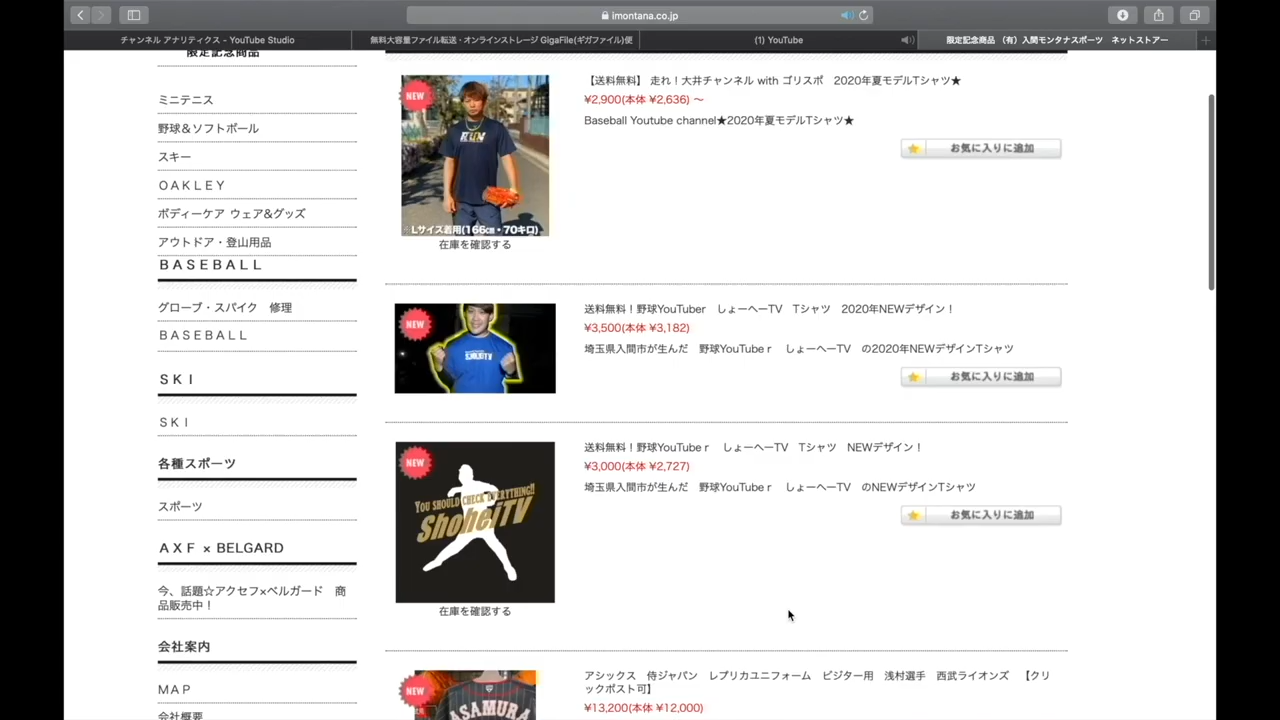 imontana.co.jp
チャンネル アナリティクス - YouTube Studio
無料大容量ファイル転送・オンラインストレージ GigaFile(ギガファイル)便
(1) YouTube
限定記念商品 （有）入間モンタナスポーツ ネットストアー
限定記念商品
ミニテニス
野球＆ソフトボール
スキー
ＯＡＫＬＥＹ
ボディーケア ウェア&グッズ
アウトドア・登山用品
ＢＡＳＥＢＡＬＬ
グローブ・スパイク　修理
ＢＡＳＥＢＡＬＬ
ＳＫＩ
ＳＫＩ
各種スポーツ
スポーツ
ＡＸＦ × BELGARD
今、話題☆アクセフ×ベルガード　商
品販売中！
会社案内
ＭＡＰ
会社概要
NEW
RUN
Lサイズ着用(166㎝・70キロ)
在庫を確認する
【送料無料】 走れ！大井チャンネル with ゴリスポ　2020年夏モデルTシャツ★
¥2,900(本体 ¥2,636) ～
Baseball Youtube channel★2020年夏モデルTシャツ★
お気に入りに追加
NEW
SHOHEITV
送料無料！野球YouTuber　しょーへーTV　Tシャツ　2020年NEWデザイン！
¥3,500(本体 ¥3,182)
埼玉県入間市が生んだ　野球YouTubeｒ　しょーへーTV　の2020年NEWデザインTシャツ
お気に入りに追加
NEW
YOU SHOULD CHECK EVERYTHING!!
ShoheiTV
在庫を確認する
送料無料！野球YouTubeｒ　しょーへーTV　Tシャツ　NEWデザイン！
¥3,000(本体 ¥2,727)
埼玉県入間市が生んだ　野球YouTubeｒ　しょーへーTV　のNEWデザインTシャツ
お気に入りに追加
NEW
ASAMURA
アシックス　侍ジャパン　レプリカユニフォーム　ビジター用　浅村選手　西武ライオンズ　【クリ
ックポスト可】
¥13,200(本体 ¥12,000)